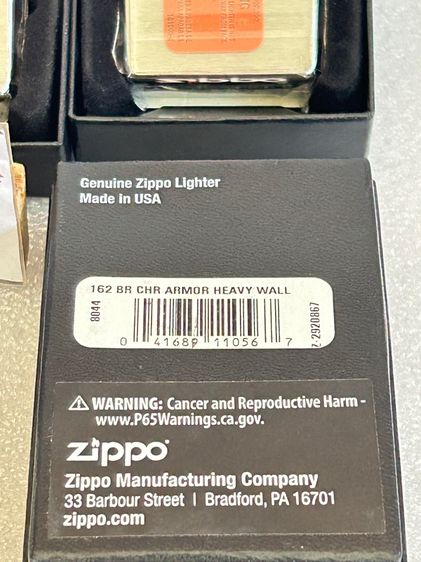 zippo
Genuine Zippo Lighter
Made in USA
162 BR CHR ARMOR HEAVY WALL
8044
0 41689 11056 7
Z-2920867
⚠ WARNING: Cancer and Reproductive Harm -
www.P65Warnings.ca.gov.
zippo
Zippo Manufacturing Company
33 Barbour Street | Bradford, PA 16701
zippo.com